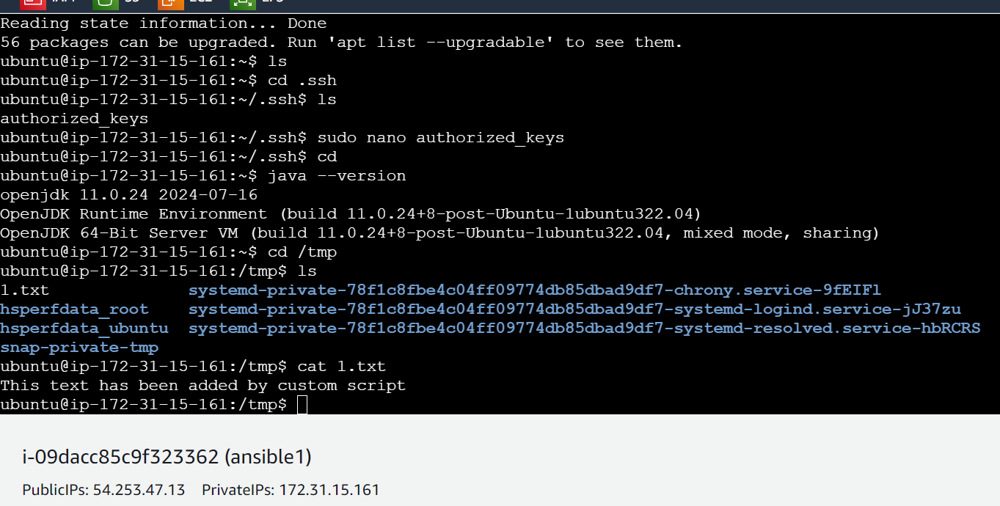 Reading state information... Done
56 packages can be upgraded. Run 'apt list --upgradable' to see them.
ubuntu@ip-172-31-15-161:~$ ls
ubuntu@ip-172-31-15-161:~$ cd .ssh
ubuntu@ip-172-31-15-161:~/.ssh$ ls
authorized_keys
ubuntu@ip-172-31-15-161:~/.ssh$ sudo nano authorized_keys
ubuntu@ip-172-31-15-161:~/.ssh$ cd
ubuntu@ip-172-31-15-161:~$ java --version
openjdk 11.0.24 2024-07-16
OpenJDK Runtime Environment (build 11.0.24+8-post-Ubuntu-1ubuntu322.04)
OpenJDK 64-Bit Server VM (build 11.0.24+8-post-Ubuntu-1ubuntu322.04, mixed mode, sharing)
ubuntu@ip-172-31-15-161:~$ cd /tmp
ubuntu@ip-172-31-15-161:/tmp$ ls
1.txt systemd-private-78f1c8fbe4c04ff09774db85dbad9df7-chrony.service-9fEIFl
hsperfdata_root systemd-private-78f1c8fbe4c04ff09774db85dbad9df7-systemd-logind.service-jJ37zu
hsperfdata_ubuntu systemd-private-78f1c8fbe4c04ff09774db85dbad9df7-systemd-resolved.service-hbRCRS
snap-private-tmp
ubuntu@ip-172-31-15-161:/tmp$ cat 1.txt
This text has been added by custom script
ubuntu@ip-172-31-15-161:/tmp$
i-09dacc85c9f323362 (ansible1)
PublicIPs: 54.253.47.13 PrivateIPs: 172.31.15.161